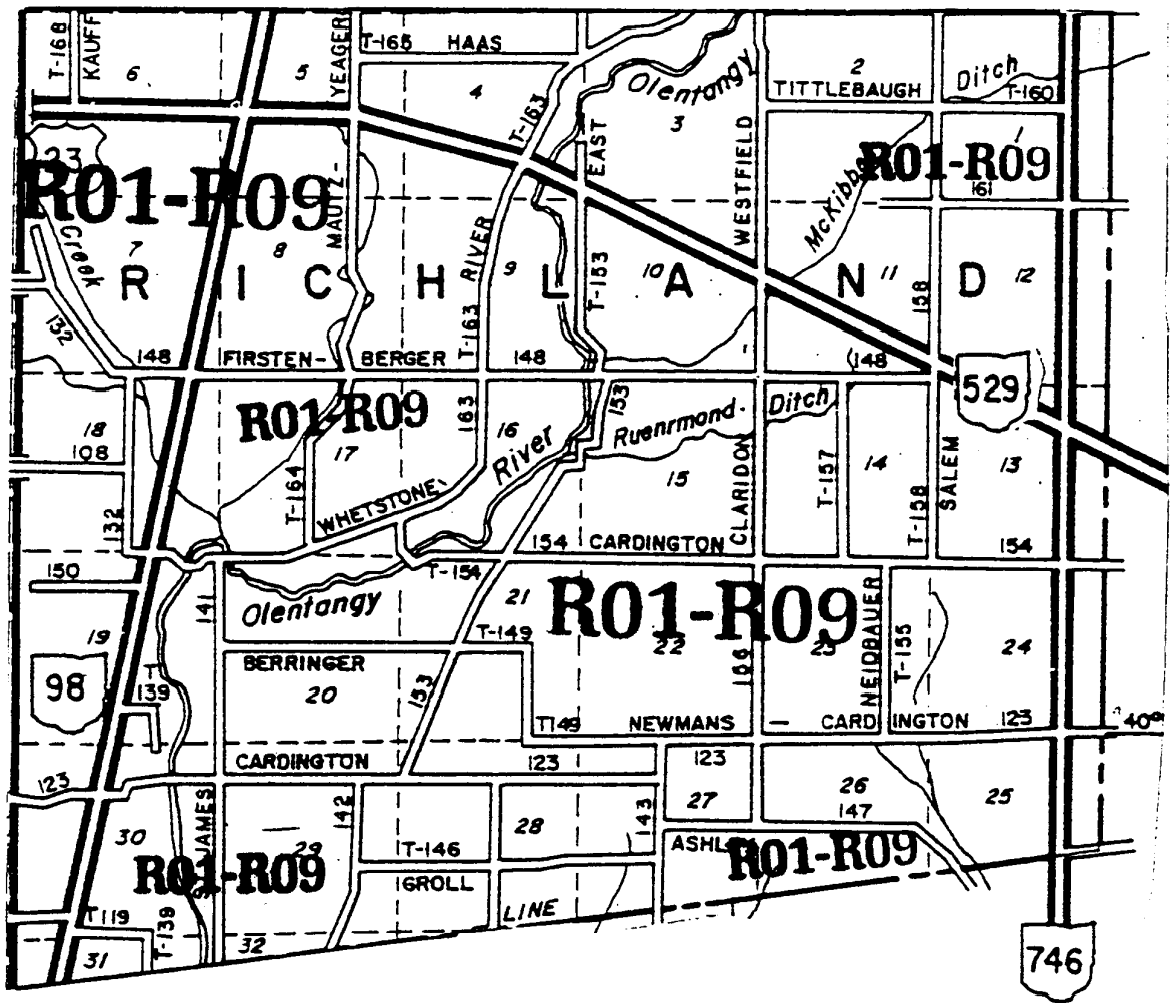 T-168
KAUFF
6
5
YEAGER
T-165 HAAS
4
T-163
Olentangy
3
2
TITTLEBAUGH
Ditch
T-160
23
R01-R09
Creek
7
8
MAUTZ-
RIVER
T-163
9
EAST
T-153
10
WESTFIELD
R01-R09
1
161
11
158
12
R I C H L A N D
132
148 FIRSTEN- BERGER 148
148
529
R01-R09
18
108
132
17
T-164
163
16
River
WHETSTONE
153
Ruenrmond- Ditch
15
CLARIDON
T-157
14
T-158
SALEM
13
154 CARDINGTON
154
150
T-154
141
Olentangy
21
R01-R09
22
23
156
NEIDBAUER
T-155
24
19
98
T
139
BERRINGER
20
T-149
153
T149 NEWMANS — CARD INGTON 123
40°
123
CARDINGTON 123
123
30
JAMES
29
142
28
143
27
26
147
25
T-146
GROLL
ASHL
R01-R09
R01-R09
LINE
T119
T-139
31
32
746